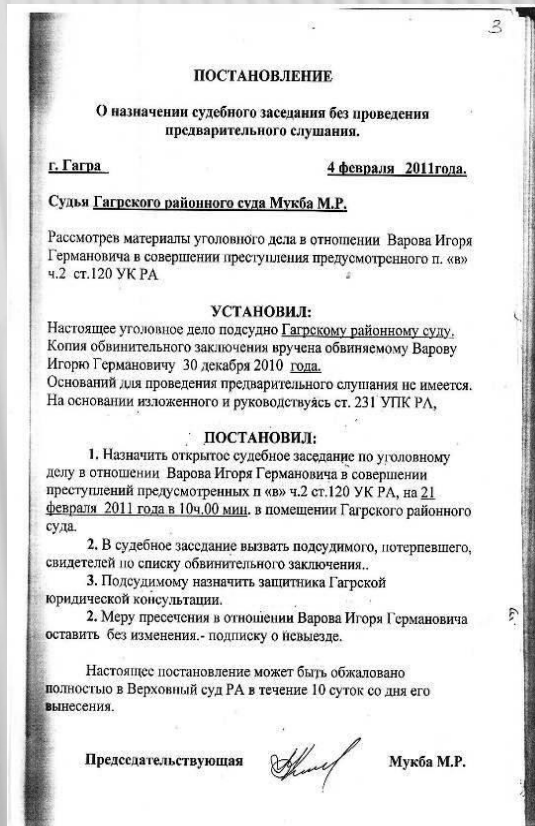 3
ПОСТАНОВЛЕНИЕ
О назначении судебного заседания без проведения
предварительного слушания.
г. Гагра 4 февраля 2011года.
Судья Гагрского районного суда Мукба М.Р.
Рассмотрев материалы уголовного дела в отношении Варова Игоря
Германовича в совершении преступления предусмотренного п. «в»
ч.2 ст.120 УК РА
УСТАНОВИЛ:
Настоящее уголовное дело подсудно Гагрскому районному суду.
Копия обвинительного заключения вручена обвиняемому Варову
Игорю Германовичу 30 декабря 2010 года.
Оснований для проведения предварительного слушания не имеется.
На основании изложенного и руководствуясь ст. 231 УПК РА,
ПОСТАНОВИЛ:
1. Назначить открытое судебное заседание по уголовному
делу в отношении Варова Игоря Германовича в совершении
преступлений предусмотренных п «в» ч.2 ст.120 УК РА, на 21
февраля 2011 года в 10ч.00 мин. в помещении Гагрского районного
суда.
2. В судебное заседание вызвать подсудимого, потерпевшего,
свидетелей по списку обвинительного заключения..
3. Подсудимому назначить защитника Гагрской
юридической консультации.
2. Меру пресечения в отношении Варова Игоря Германовича
оставить без изменения.- подписку о невыезде.
Настоящее постановление может быть обжаловано
полностью в Верховный суд РА в течение 10 суток со дня его
вынесения.
Председательствующая Мукба М.Р.